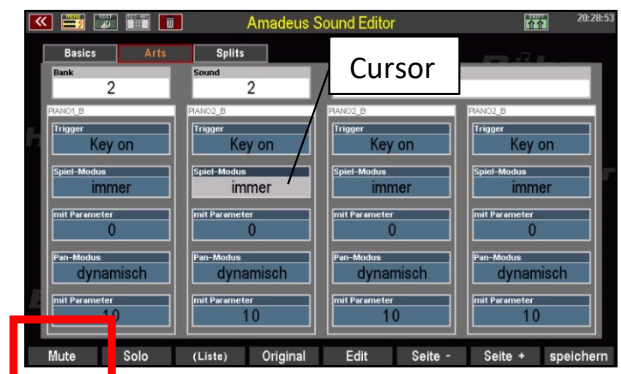 MENU EDIT SHIFT
Amadeus Sound Editor
20:28:53
Basics Arts Splits
Cursor
Bank Sound
2 2
PIANO1_B PIANO2_B PIANO2_B PIANO2_B
Trigger Trigger Trigger Trigger
Key on Key on Key on Key on
Spiel-Modus Spiel-Modus Spiel-Modus Spiel-Modus
immer immer immer immer
mit Parameter mit Parameter mit Parameter mit Parameter
0 0 0 0
Pan-Modus Pan-Modus Pan-Modus Pan-Modus
dynamisch dynamisch dynamisch dynamisch
mit Parameter mit Parameter mit Parameter mit Parameter
10 10 10 10
Mute Solo (Liste) Original Edit Seite - Seite + speichern